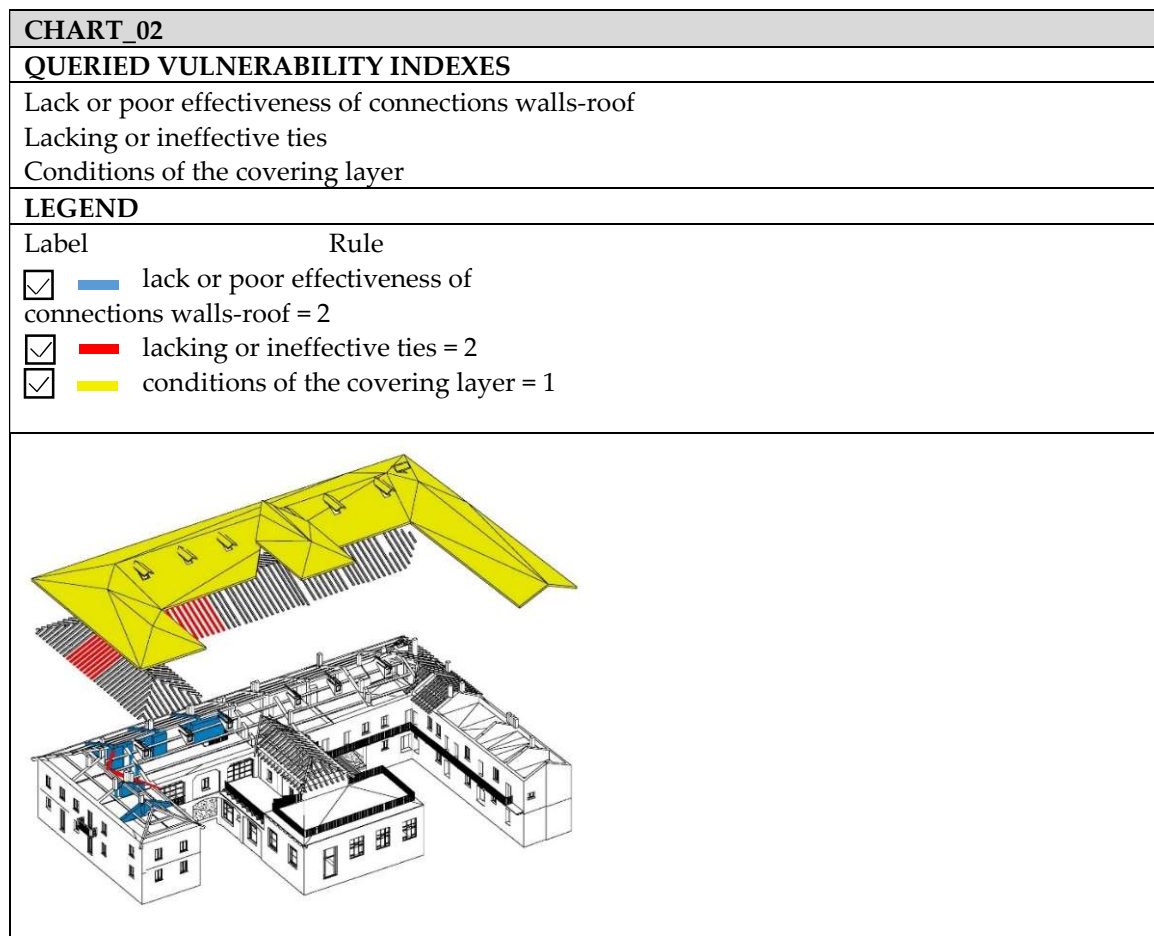 CHART_02
QUERIED VULNERABILITY INDEXES
Lack or poor effectiveness of connections walls-roof
Lacking or ineffective ties
Conditions of the covering layer
LEGEND
Label Rule
lack or poor effectiveness of
connections walls-roof = 2
lacking or ineffective ties = 2
conditions of the covering layer = 1